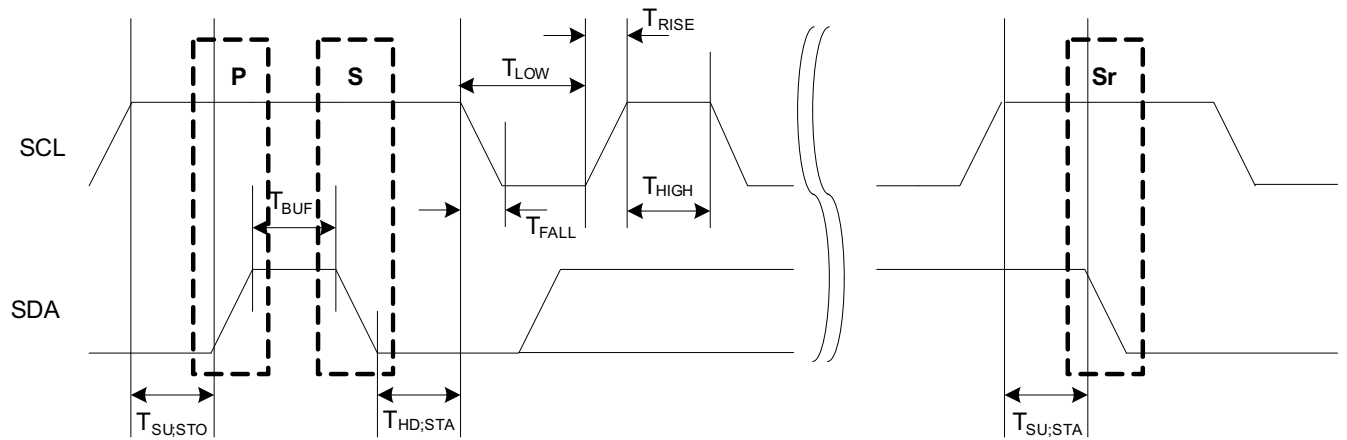 T_RISE
P
S
T_LOW
Sr
SCL
T_HIGH
T_BUF
T_FALL
SDA
T_SU;STO
T_HD;STA
T_SU;STA